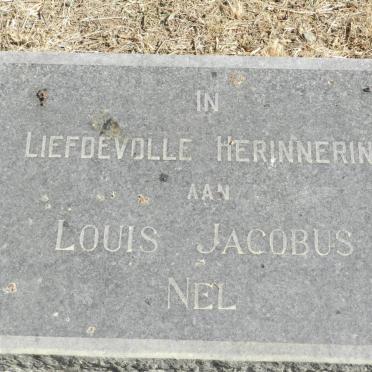 IN
LIEFDEVOLLE HERINNERIN
AAN
LOUIS JACOBUS
NEL